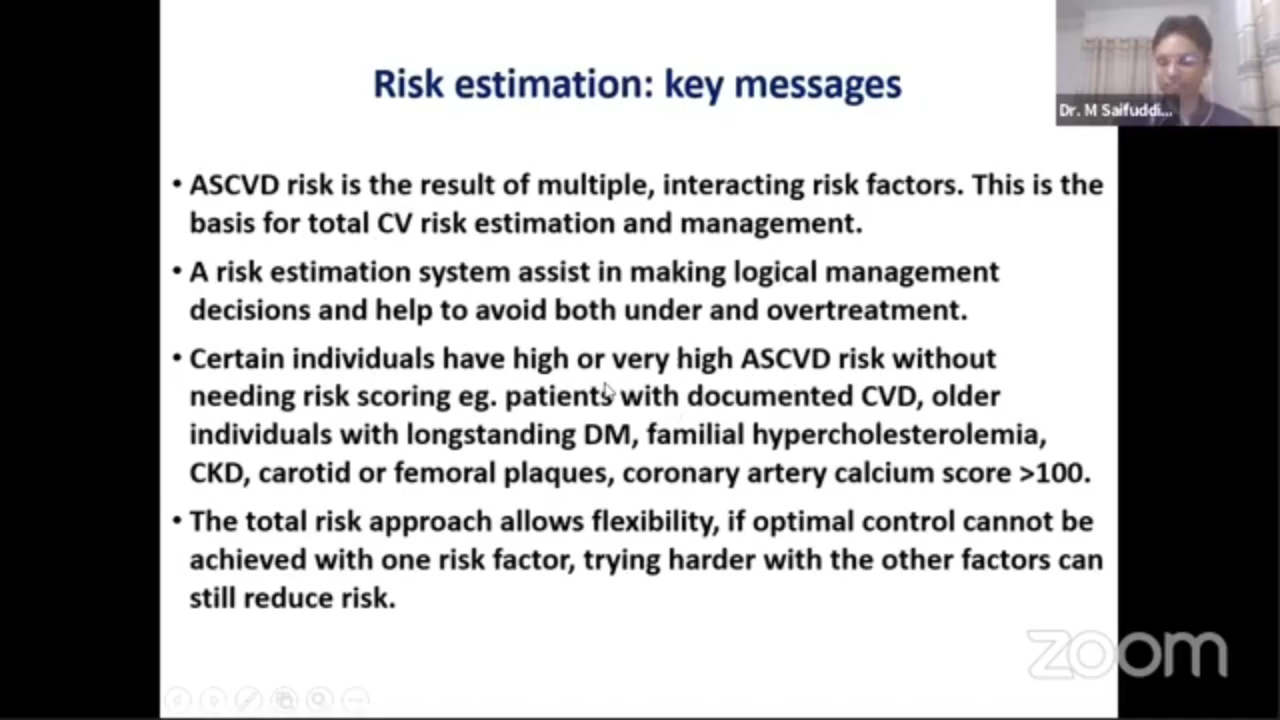 Risk estimation: key messages
Dr. M Saifuddi...
• ASCVD risk is the result of multiple, interacting risk factors. This is the
basis for total CV risk estimation and management.
• A risk estimation system assist in making logical management
decisions and help to avoid both under and overtreatment.
• Certain individuals have high or very high ASCVD risk without
needing risk scoring eg. patients with documented CVD, older
individuals with longstanding DM, familial hypercholesterolemia,
CKD, carotid or femoral plaques, coronary artery calcium score >100.
• The total risk approach allows flexibility, if optimal control cannot be
achieved with one risk factor, trying harder with the other factors can
still reduce risk.
zoom